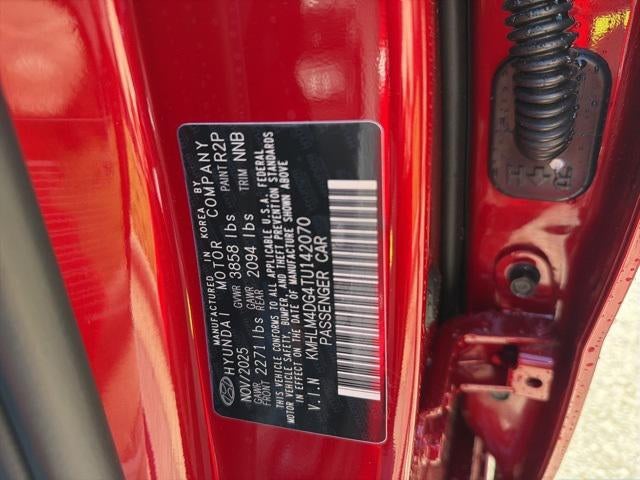 MANUFACTURED IN KOREA BY
HYUNDAI MOTOR COMPANY
NOV/2025 GVWR 3858 lbs PAINT R2P
GAWR FRONT 2271 lbs GAWR REAR 2094 lbs TRIM NNB
THIS VEHICLE CONFORMS TO ALL APPLICABLE U.S.A. FEDERAL
MOTOR VEHICLE SAFETY, BUMPER, AND THEFT PREVENTION STANDARDS
IN EFFECT ON THE DATE OF MANUFACTURE SHOWN ABOVE
V.I.N KMHLM4DG4TU142070
PASSENGER CAR